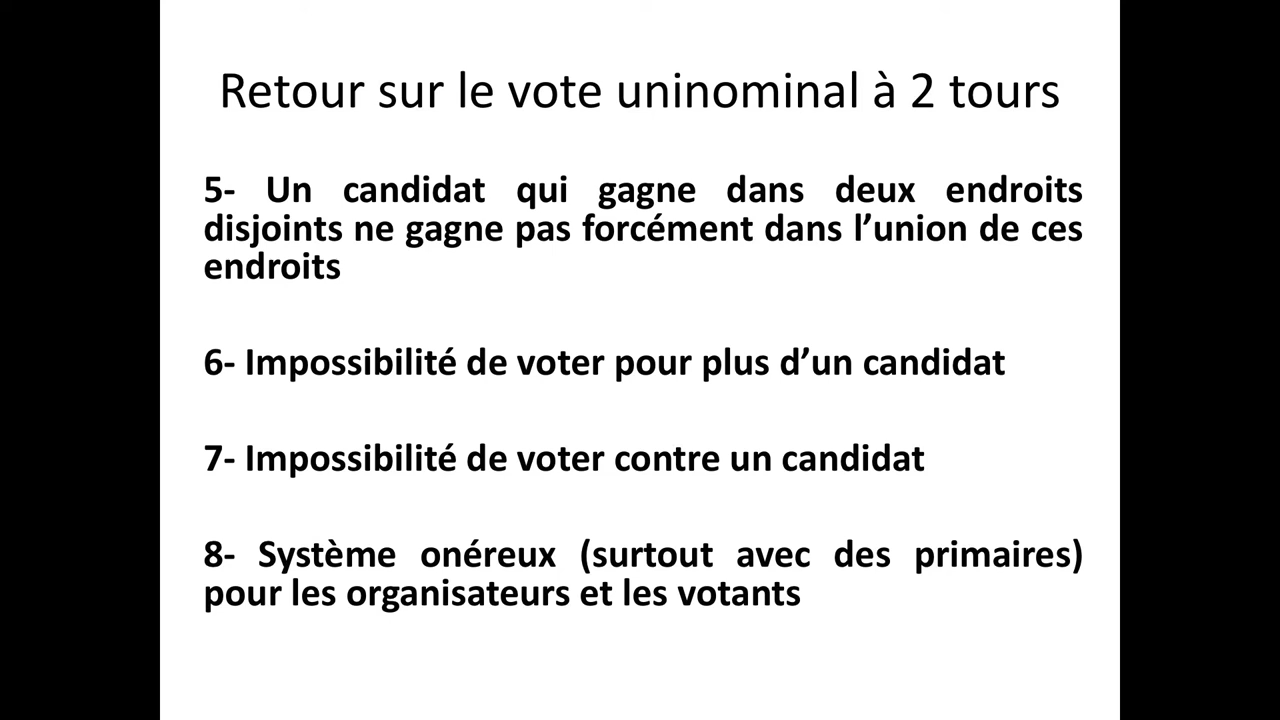 Retour sur le vote uninominal à 2 tours
5- Un candidat qui gagne dans deux endroits
disjoints ne gagne pas forcément dans l’union de ces
endroits
6- Impossibilité de voter pour plus d’un candidat
7- Impossibilité de voter contre un candidat
8- Système onéreux (surtout avec des primaires)
pour les organisateurs et les votants